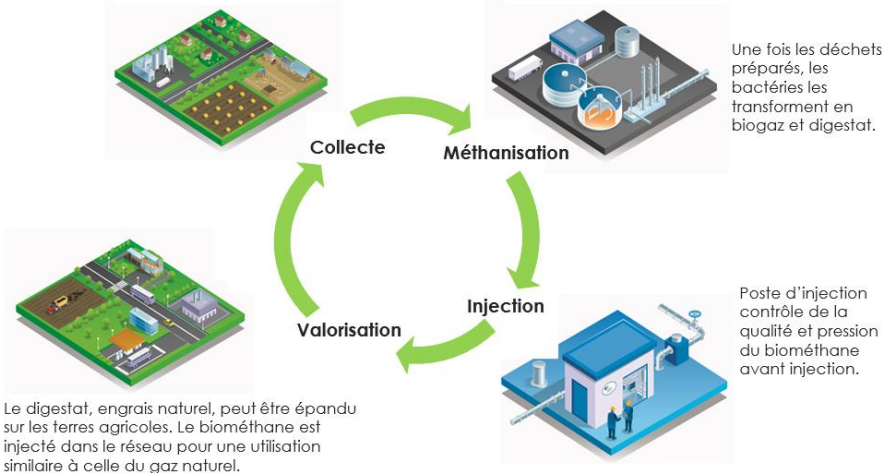 Collecte
Méthanisation
Une fois les déchets
préparés, les
bactéries les
transforment en
biogaz et digestat.
Injection
Poste d'injection
contrôle de la
qualité et pression
du biométhane
avant injection.
Valorisation
Le digestat, engrais naturel, peut être épandu
sur les terres agricoles. Le biométhane est
injecté dans le réseau pour une utilisation
similaire à celle du gaz naturel.